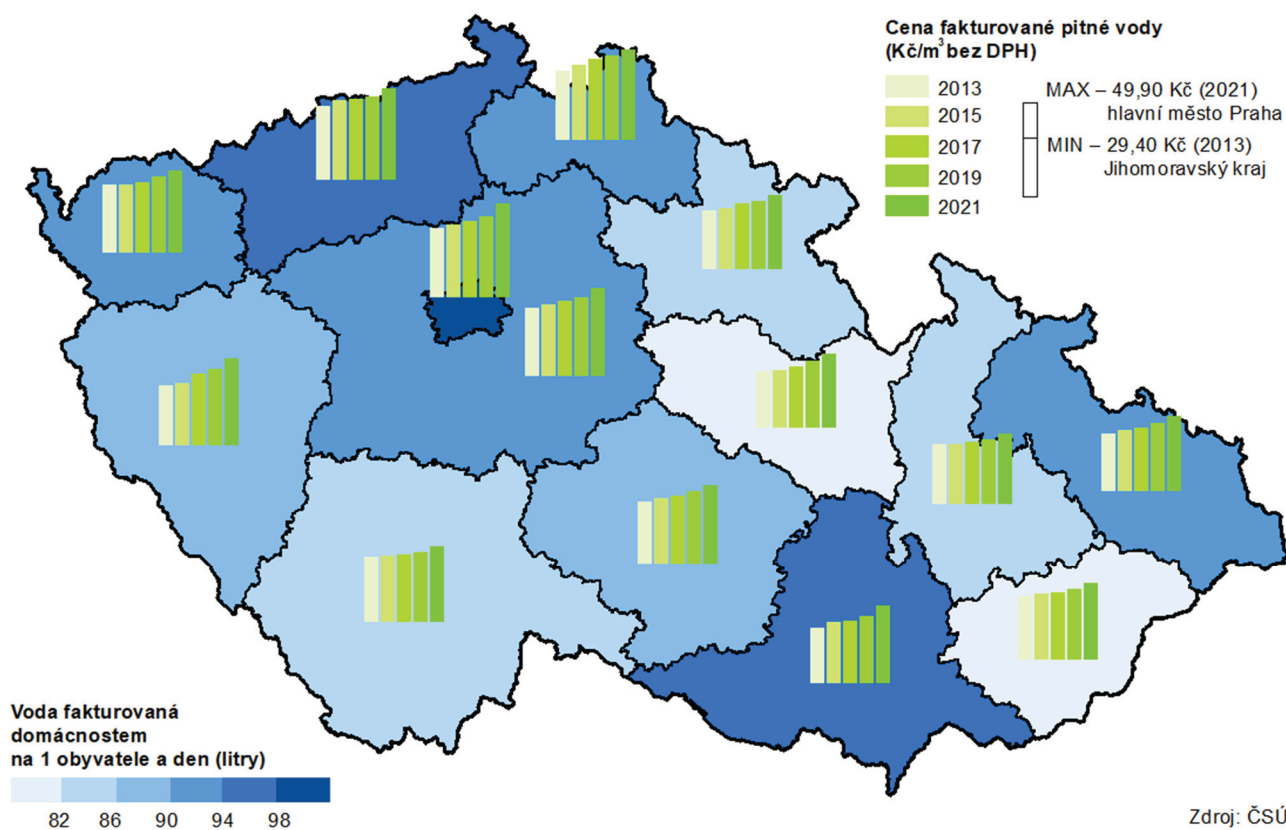 Cena fakturované pitné vody
(Kč/m³ bez DPH)
2013
2015
2017
2019
2021
MAX – 49,90 Kč (2021)
hlavní město Praha
MIN – 29,40 Kč (2013)
Jihomoravský kraj
Voda fakturovaná
domácnostem
na 1 obyvatele a den (litry)
82 86 90 94 98
Zdroj: ČSÚ